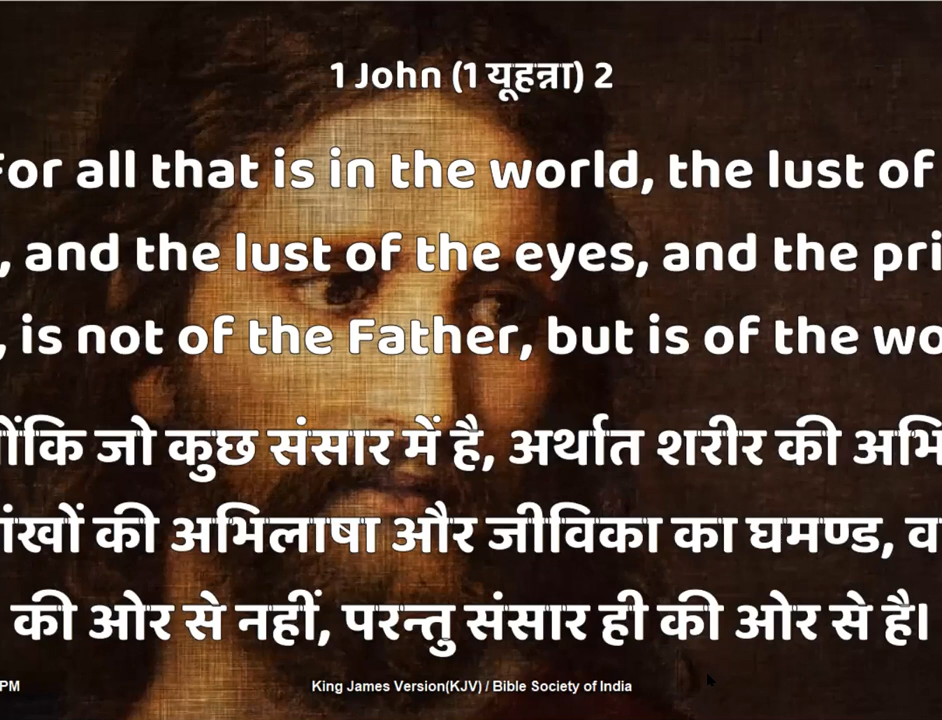 1 John (1 यूहन्ना) 2
For all that is in the world, the lust of
, and the lust of the eyes, and the pri
, is not of the Father, but is of the wo
ोंकि जो कुछ संसार में है, अर्थात शरीर की अभि
ांखों की अभिलाषा और जीविका का घमण्ड, व
की ओर से नहीं, परन्तु संसार ही की ओर से है।
PM King James Version(KJV) / Bible Society of India